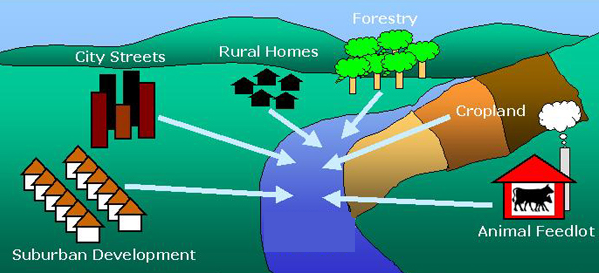 Forestry
Rural Homes
City Streets
Cropland
Animal Feedlot
Suburban Development